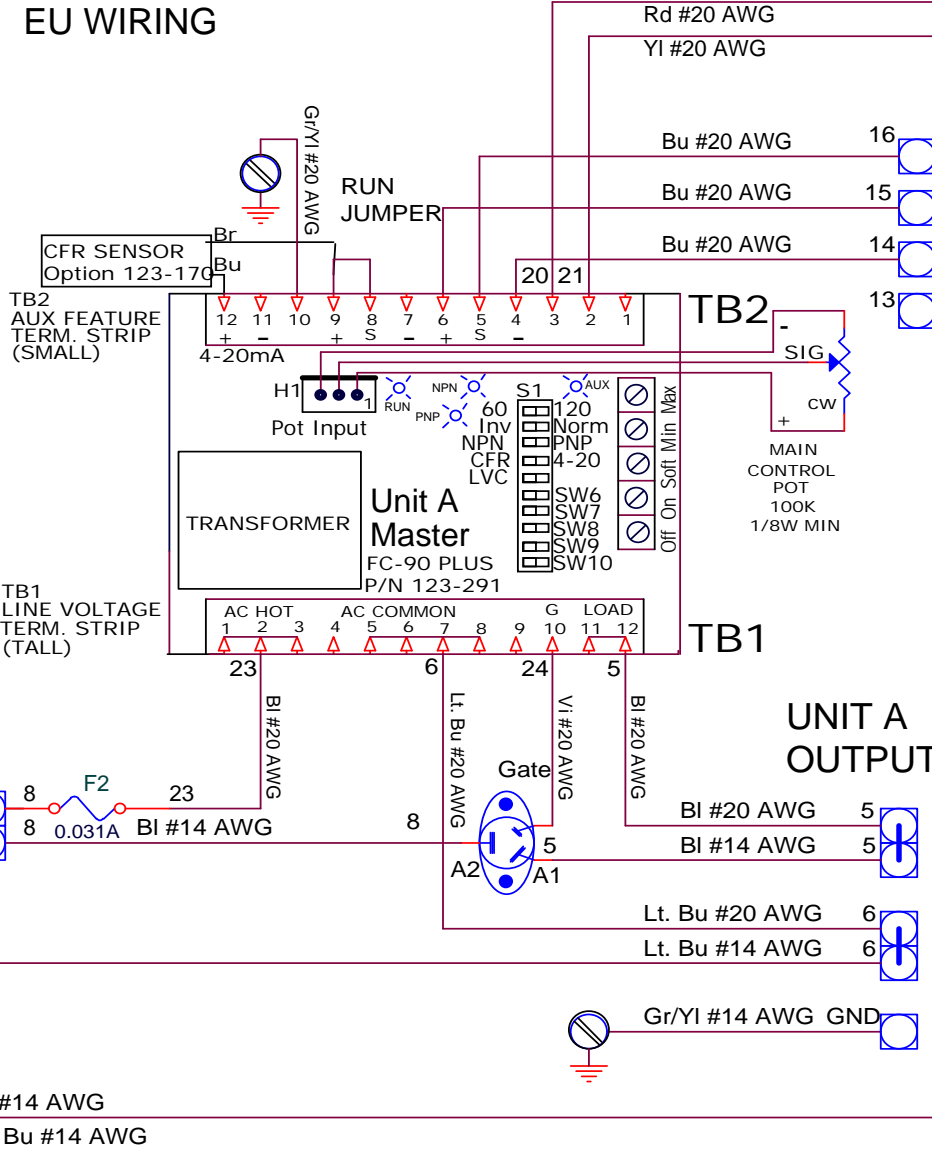 EU WIRING
Rd #20 AWG
Yl #20 AWG
Gr/Yl #20 AWG
Bu #20 AWG 16
RUN
JUMPER
Bu #20 AWG 15
Bu #20 AWG 14
13
CFR SENSOR
Option 123-170
Br
Bu
20 21
TB2
AUX FEATURE
TERM. STRIP
(SMALL)
12 11 10 9 8 7 6 5 4 3 2 1
+ – + S – + S –
4-20mA
TB2
-
SIG
CW
+
MAIN
CONTROL
POT
100K
1/8W MIN
H1
1
Pot Input
RUN
NPN
PNP
AUX
S1
60 120
Inv Norm
NPN PNP
CFR 4-20
LVC
SW6
SW7
SW8
SW9
SW10
Off On Soft Min Max
TRANSFORMER
Unit A
Master
FC-90 PLUS
P/N 123-291
TB1
LINE VOLTAGE
TERM. STRIP
(TALL)
AC HOT AC COMMON G LOAD
1 2 3 4 5 6 7 8 9 10 11 12
TB1
23 6 24 5
Bl #20 AWG
Lt. Bu #20 AWG
Vi #20 AWG
Bl #20 AWG
UNIT A
OUTPUT
Gate
8 F2 23
8 0.031A Bl #14 AWG 8
A2
5
A1
Bl #20 AWG 5
Bl #14 AWG 5
Lt. Bu #20 AWG 6
Lt. Bu #14 AWG 6
Gr/Yl #14 AWG GND
#14 AWG
Bu #14 AWG